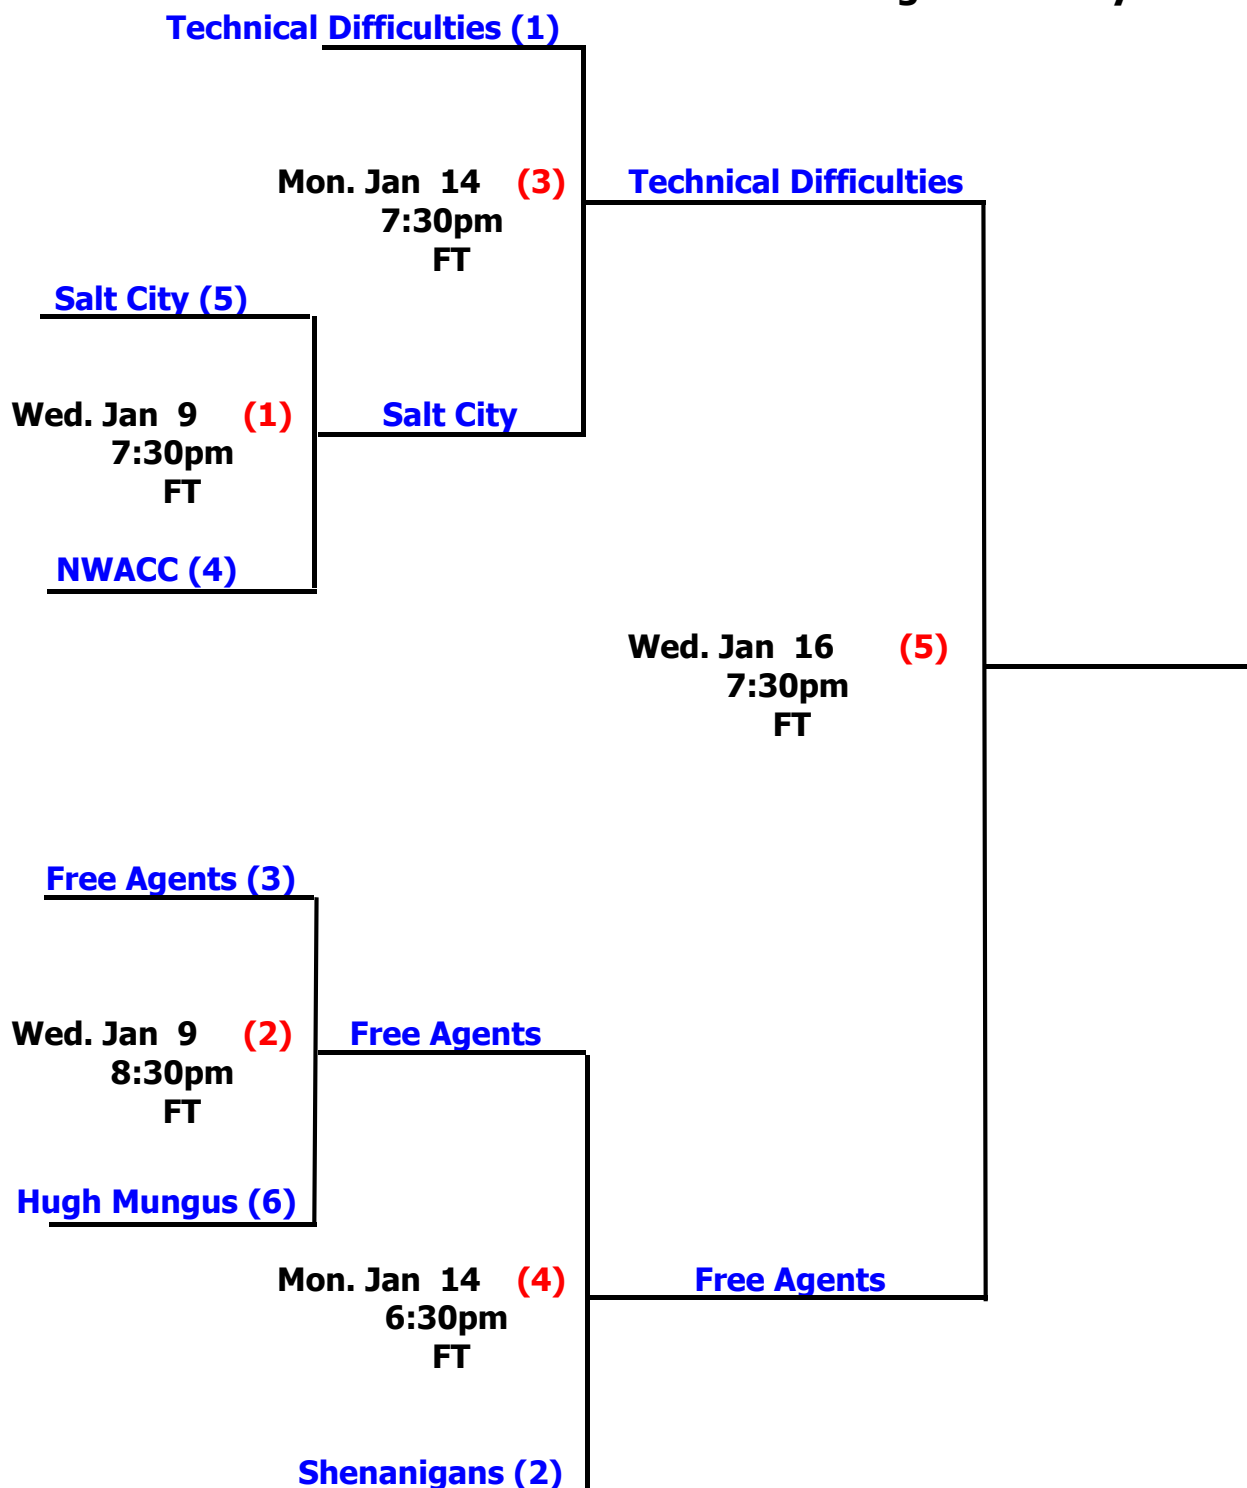 Technical Difficulties (1)
Mon. Jan 14 (3) Technical Difficulties
7:30pm
FT
Salt City (5)
Wed. Jan 9 (1) Salt City
7:30pm
FT
NWACC (4)
Wed. Jan 16 (5)
7:30pm
FT
Free Agents (3)
Wed. Jan 9 (2) Free Agents
8:30pm
FT
Hugh Mungus (6)
Mon. Jan 14 (4) Free Agents
6:30pm
FT
Shenanigans (2)